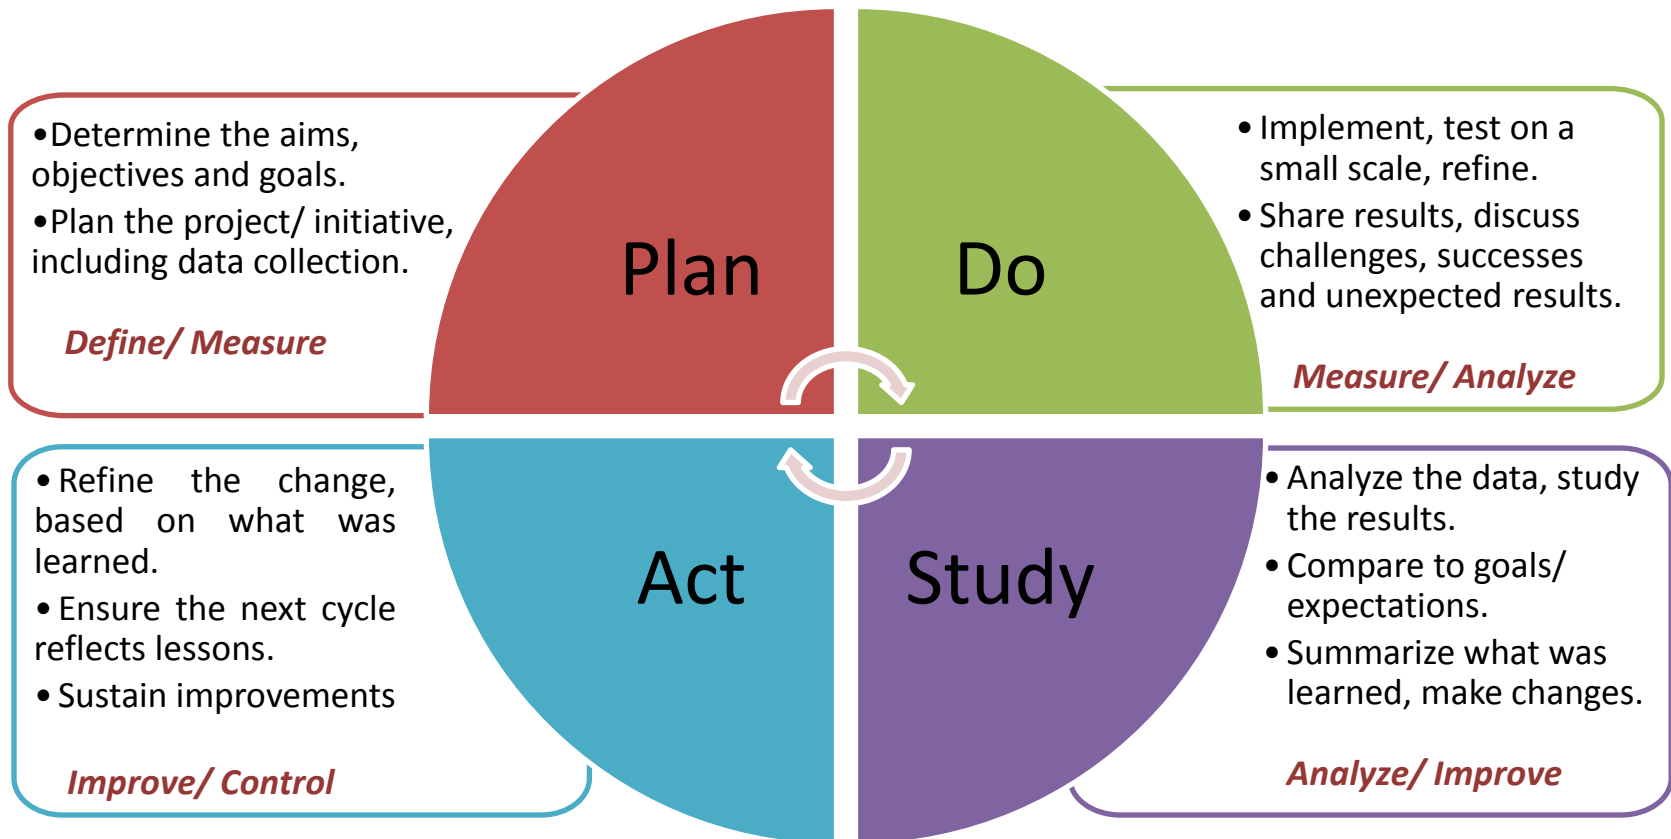 •Determine the aims,
objectives and goals.
•Plan the project/ initiative,
including data collection.
Define/ Measure
Plan
Do
• Implement, test on a
small scale, refine.
• Share results, discuss
challenges, successes
and unexpected results.
Measure/ Analyze
• Refine the change,
based on what was
learned.
• Ensure the next cycle
reflects lessons.
• Sustain improvements
Improve/ Control
Act
Study
• Analyze the data, study
the results.
• Compare to goals/
expectations.
• Summarize what was
learned, make changes.
Analyze/ Improve